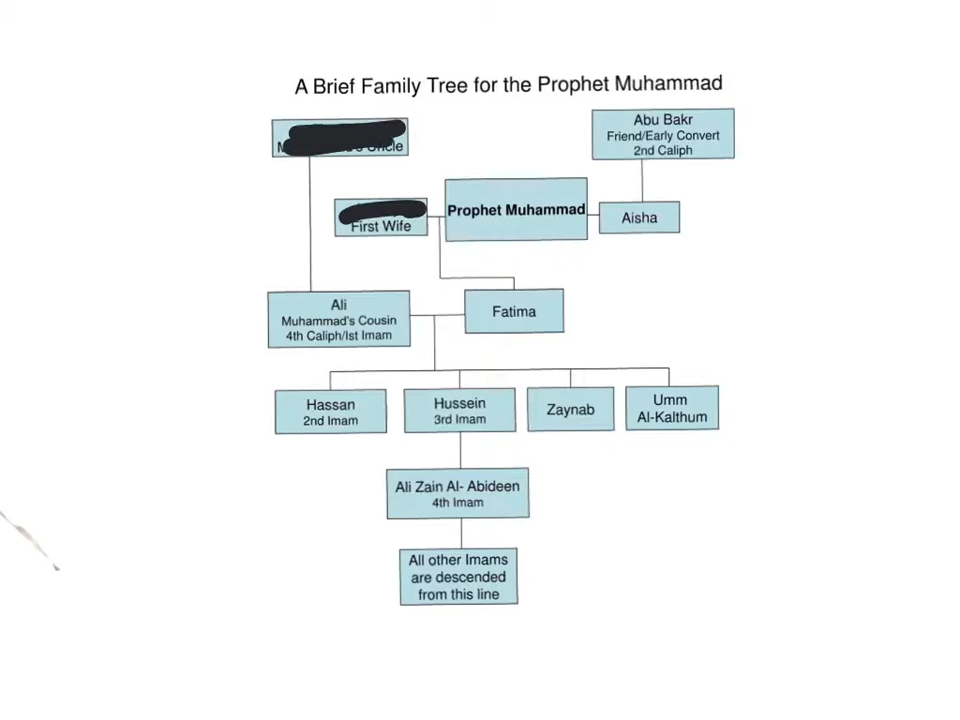 A Brief Family Tree for the Prophet Muhammad
Uncle
Abu Bakr
Friend/Early Convert
2nd Caliph
First Wife
Prophet Muhammad
Aisha
Ali
Muhammad's Cousin
4th Caliph/Ist Imam
Fatima
Hassan
2nd Imam
Hussein
3rd Imam
Zaynab
Umm
Al-Kalthum
Ali Zain Al- Abideen
4th Imam
All other Imams
are descended
from this line